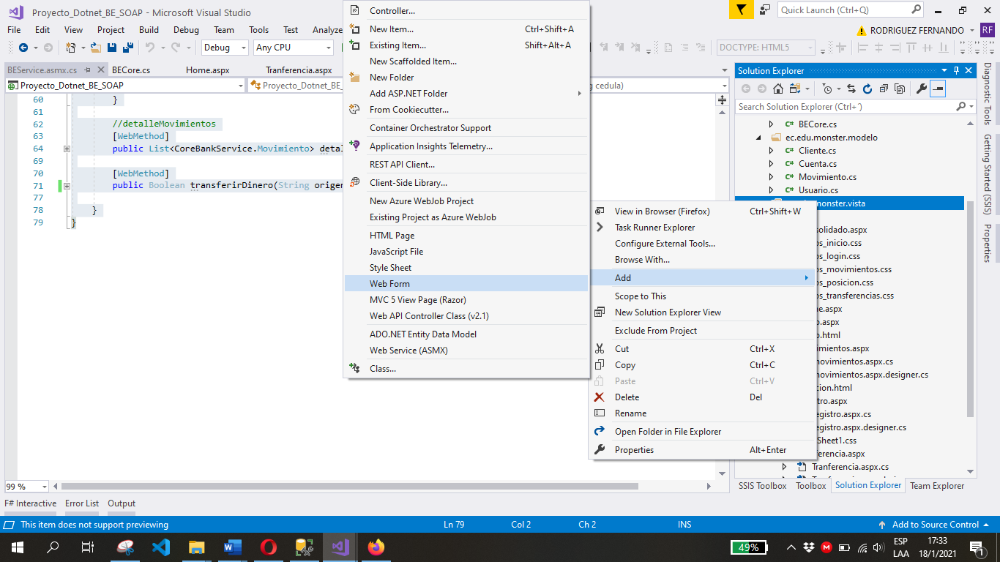 Proyecto_Dotnet_BE_SOAP - Microsoft Visual Studio
Quick Launch (Ctrl+Q)
File Edit View Project Build Debug Team Tools Test Analyze
RODRIGUEZ FERNANDO RF
Debug Any CPU
DOCTYPE: HTML5
BEService.asmx.cs BECore.cs Home.aspx Tranferencia.aspx
Proyecto_Dotnet_BE_SOAP Proyecto_Dotnet_BE_ cedula)
60 }
61
62 //detalleMovimientos
63 [WebMethod]
64 public List<CoreBankService.Movimiento> detal
69
70 [WebMethod]
71 public Boolean transferirDinero(String origen
77
78 }
79 }
99 %
Controller...
New Item... Ctrl+Shift+A
Existing Item... Shift+Alt+A
New Scaffolded Item...
New Folder
Add ASP.NET Folder
From Cookiecutter...
Container Orchestrator Support
Application Insights Telemetry...
REST API Client...
Client-Side Library...
New Azure WebJob Project
Existing Project as Azure WebJob
HTML Page
JavaScript File
Style Sheet
Web Form
MVC 5 View Page (Razor)
Web API Controller Class (v2.1)
ADO.NET Entity Data Model
Web Service (ASMX)
Class...
View in Browser (Firefox) Ctrl+Shift+W
Task Runner Explorer
Configure External Tools...
Browse With...
Add
Scope to This
New Solution Explorer View
Exclude From Project
Cut Ctrl+X
Copy Ctrl+C
Paste Ctrl+V
Delete Del
Rename
Open Folder in File Explorer
Properties Alt+Enter
Solution Explorer
Search Solution Explorer (Ctrl+´)
BECore.cs
ec.edu.monster.modelo
Cliente.cs
Cuenta.cs
Movimiento.cs
Usuario.cs
monster.vista
solidado.aspx
os_inicio.css
os_login.css
os_movimientos.css
os_posicion.css
os_transferencias.css
me.aspx
o.aspx
o.html
vimientos.aspx
movimientos.aspx.cs
movimientos.aspx.designer.cs
cion.html
stro.aspx
egistro.aspx.cs
egistro.aspx.designer.cs
Sheet1.css
nferencia.aspx
Tranferencia.aspx.cs
SSIS Toolbox Toolbox Solution Explorer Team Explorer
Diagnostic Tools
Getting Started (SSIS)
Properties
F# Interactive Error List Output
This item does not support previewing Ln 79 Col 2 Ch 2 INS Add to Source Control
49% ESP LAA 17:33 18/1/2021 1